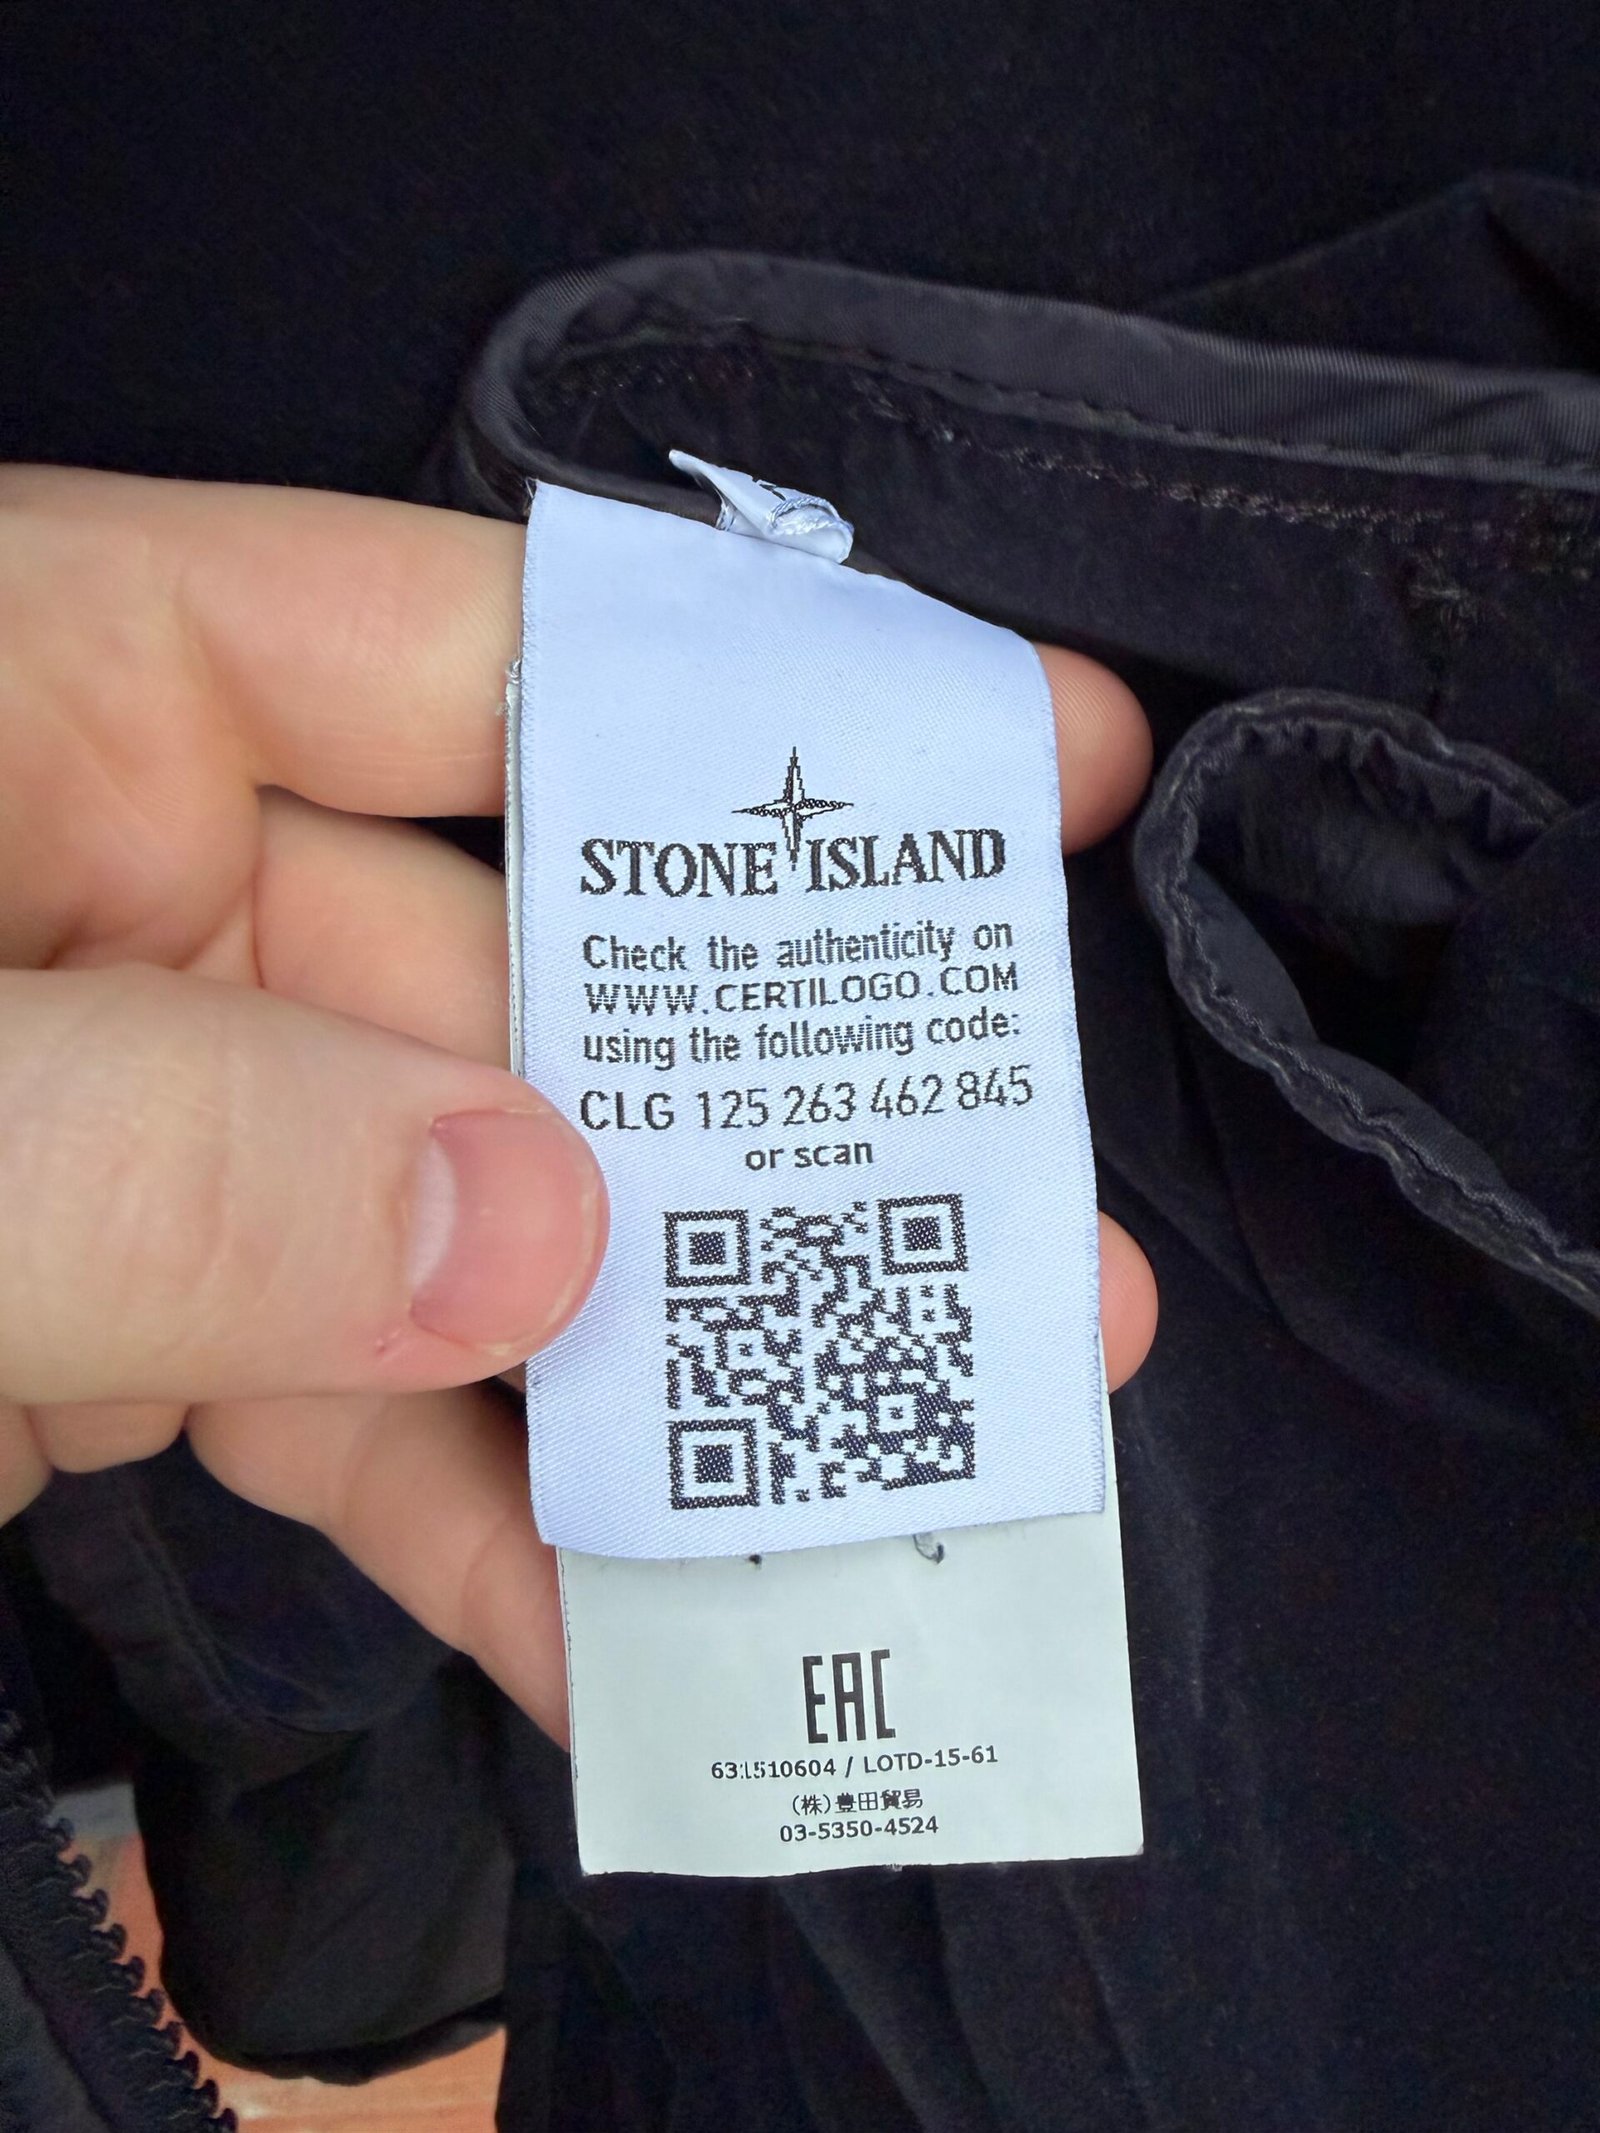 STONE ISLAND
Check the authenticity on
WWW.CERTILOGO.COM
using the following code:
CLG 125 263 462 845
or scan
EAC
631510604 / LOTD-15-61
(株)豊田貿易
03-5350-4524